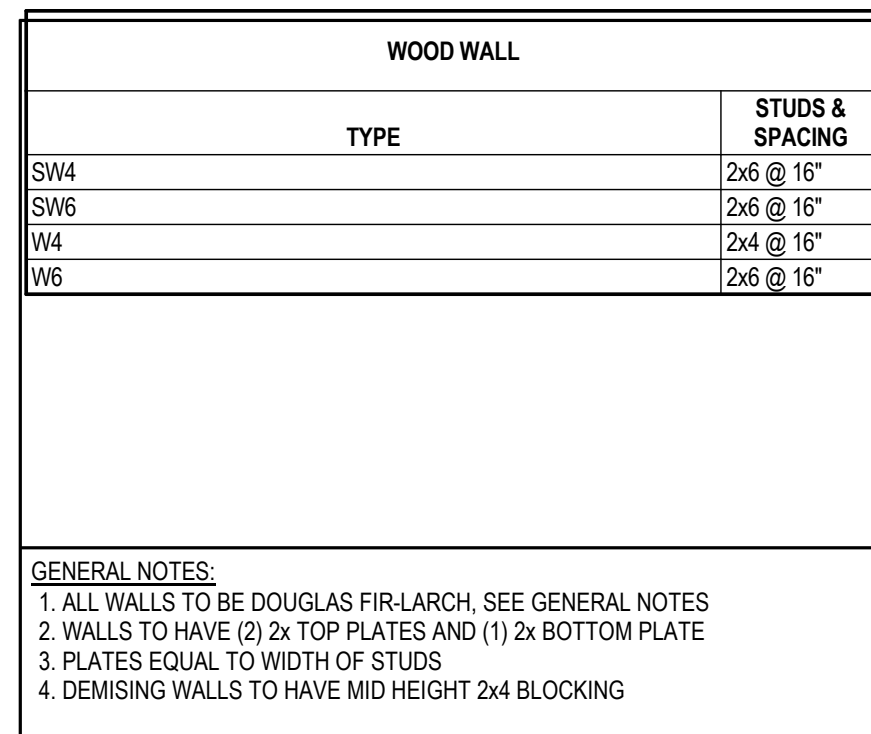 WOOD WALL
TYPE
STUDS &
SPACING
SW4 2x6 @ 16"
SW6 2x6 @ 16"
W4 2x4 @ 16"
W6 2x6 @ 16"
GENERAL NOTES:
1. ALL WALLS TO BE DOUGLAS FIR-LARCH, SEE GENERAL NOTES
2. WALLS TO HAVE (2) 2x TOP PLATES AND (1) 2x BOTTOM PLATE
3. PLATES EQUAL TO WIDTH OF STUDS
4. DEMISING WALLS TO HAVE MID HEIGHT 2x4 BLOCKING